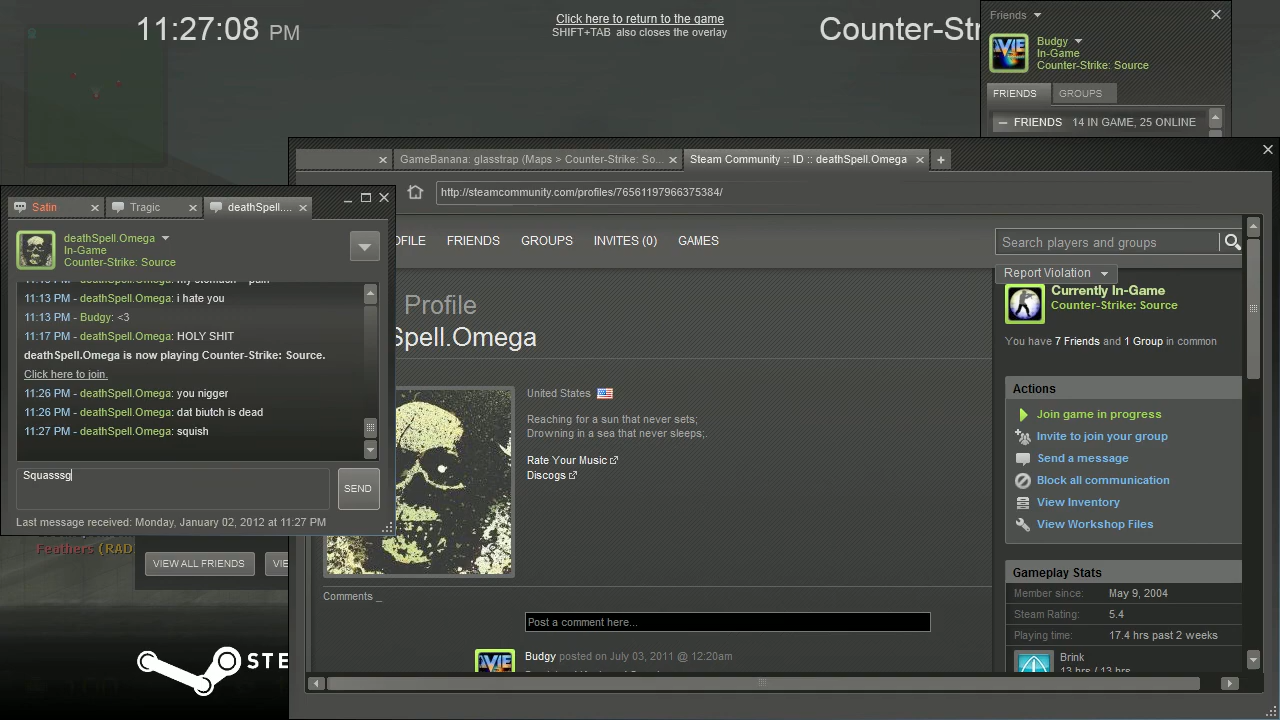 11:27:08 PM
Click here to return to the game
SHIFT+TAB also closes the overlay
Counter-Str
Friends
Budgy
In-Game
Counter-Strike: Source
FRIENDS GROUPS
FRIENDS 14 IN GAME, 25 ONLINE
GameBanana: glasstrap (Maps > Counter-Strike: So...
Steam Community :: ID :: deathSpell.Omega
http://steamcommunity.com/profiles/76561197966375384/
Satin
Tragic
deathSpell....
deathSpell.Omega
In-Game
Counter-Strike: Source
11:13 PM - deathSpell.Omega: i hate you
11:13 PM - Budgy: <3
11:17 PM - deathSpell.Omega: HOLY SHIT
deathSpell.Omega is now playing Counter-Strike: Source.
Click here to join.
11:26 PM - deathSpell.Omega: you nigger
11:26 PM - deathSpell.Omega: dat biutch is dead
11:27 PM - deathSpell.Omega: squish
Squasssg
SEND
Last message received: Monday, January 02, 2012 at 11:27 PM
Feathers (RAD
VIEW ALL FRIENDS
VIE
STE
OFILE FRIENDS GROUPS INVITES (0) GAMES
Search players and groups
Report Violation
Profile
Spell.Omega
United States
Reaching for a sun that never sets;
Drowning in a sea that never sleeps;.
Rate Your Music
Discogs
Comments _
Post a comment here...
Budgy posted on July 03, 2011 @ 12:20am
Currently In-Game
Counter-Strike: Source
You have 7 Friends and 1 Group in common
Actions
Join game in progress
Invite to join your group
Send a message
Block all communication
View Inventory
View Workshop Files
Gameplay Stats
Member since: May 9, 2004
Steam Rating: 5.4
Playing time: 17.4 hrs past 2 weeks
Brink
13 hrs / 13 hrs